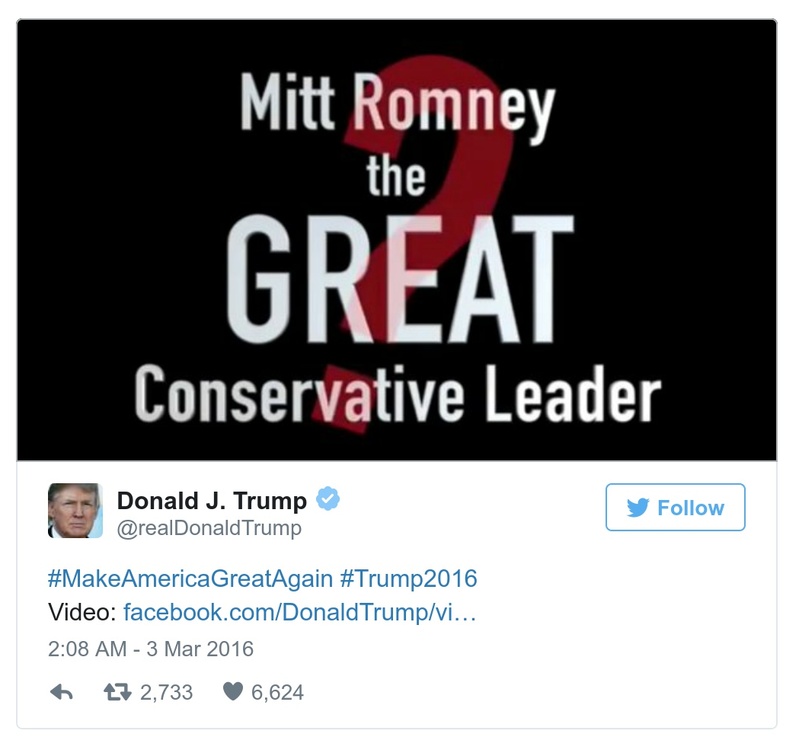 Mitt Romney
the
GREAT
Conservative Leader
?
Donald J. Trump
@realDonaldTrump
Follow
#MakeAmericaGreatAgain #Trump2016
Video: facebook.com/DonaldTrump/vi…
2:08 AM - 3 Mar 2016
2,733 6,624